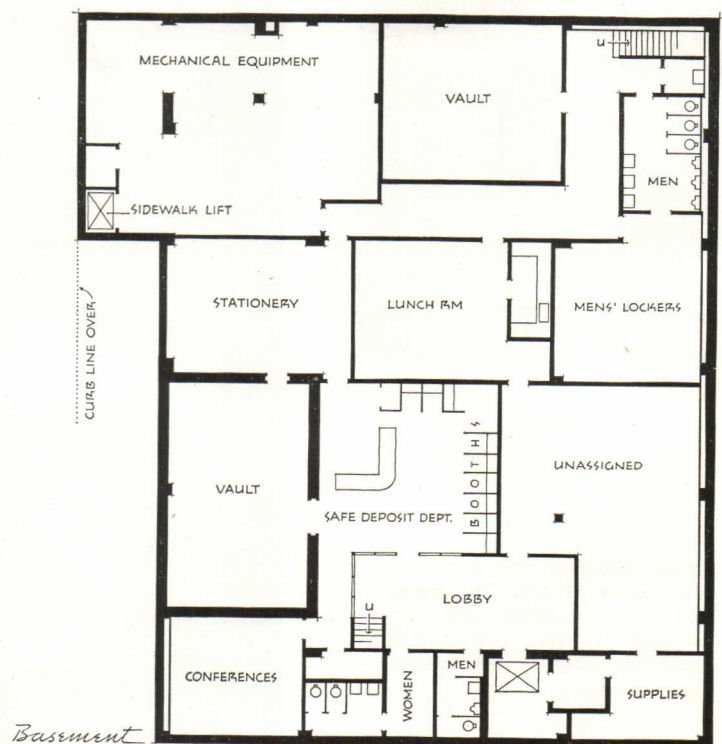 MECHANICAL EQUIPMENT
VAULT
U
MEN
SIDEWALK LIFT
STATIONERY
LUNCH RM
MENS' LOCKERS
CURB LINE OVER
VAULT
BOOTHS
UNASSIGNED
SAFE DEPOSIT DEPT.
U
LOBBY
CONFERENCES
WOMEN
MEN
SUPPLIES
Basement